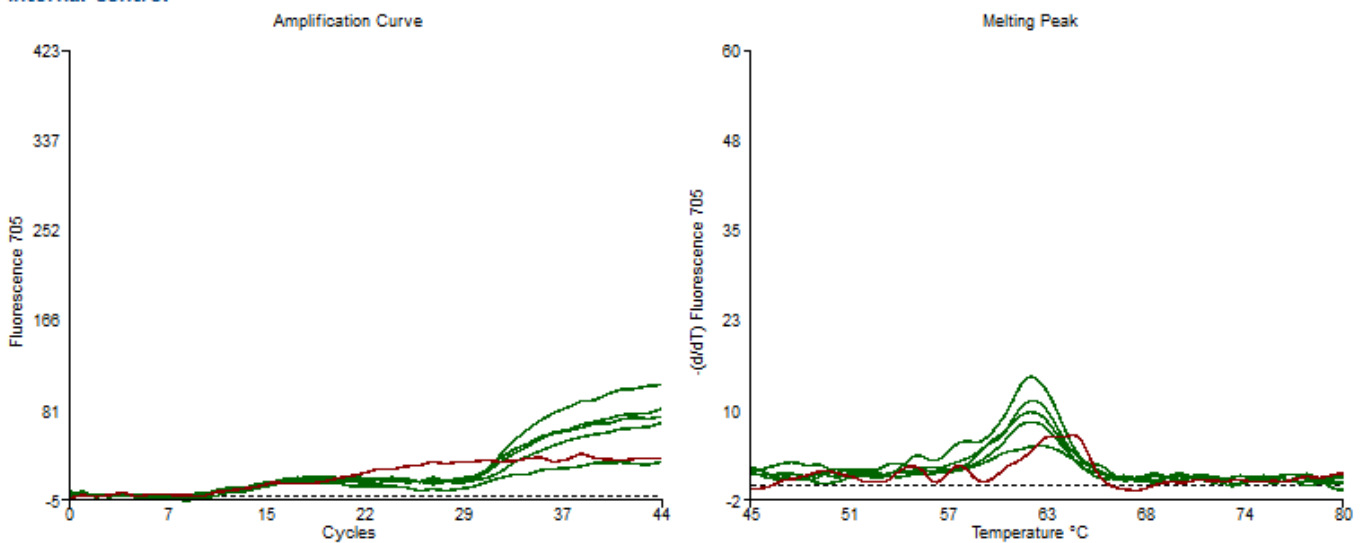 Amplification Curve
423
337
252
166
81
-5
0 7 15 22 29 37 44
Fluorescence 705
Cycles
Melting Peak
60
48
35
23
10
-2
45 51 57 63 68 74 80
-(d/dT) Fluorescence 705
Temperature °C